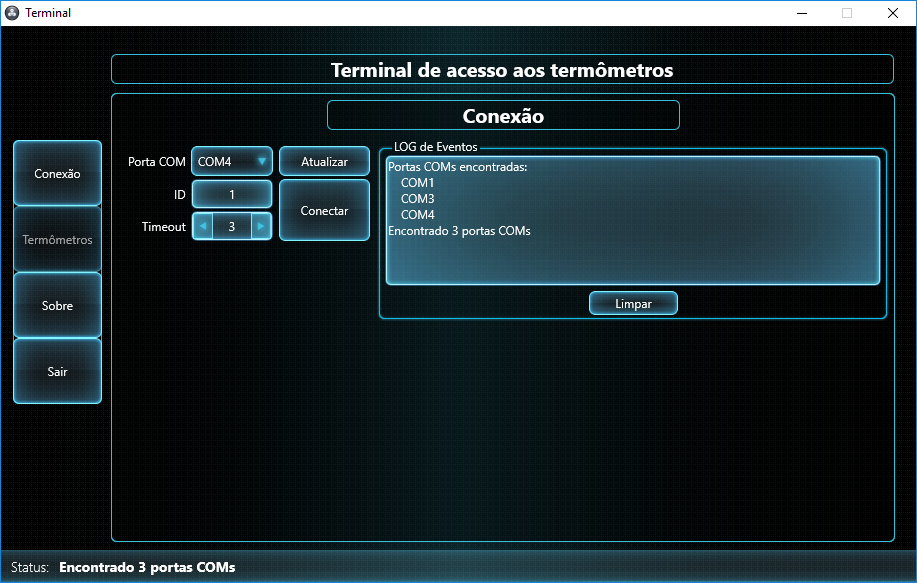 Terminal
Terminal de acesso aos termômetros
Conexão
Conexão
Termômetros
Sobre
Sair
Porta COM COM4 Atualizar
ID 1
Conectar
Timeout 3
LOG de Eventos
Portas COMs encontradas:
COM1
COM3
COM4
Encontrado 3 portas COMs
Limpar
Status: Encontrado 3 portas COMs